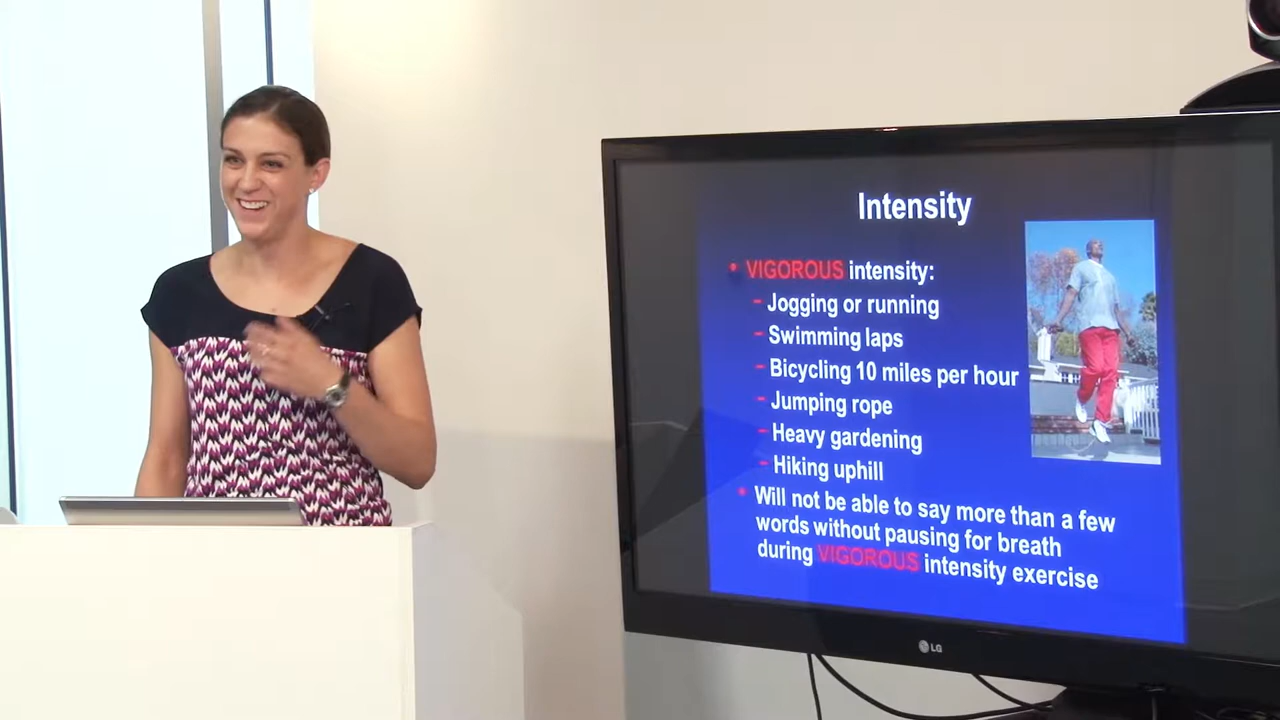 Intensity
• VIGOROUS intensity:
- Jogging or running
- Swimming laps
- Bicycling 10 miles per hour
- Jumping rope
- Heavy gardening
- Hiking uphill
• Will not be able to say more than a few
words without pausing for breath
during VIGOROUS intensity exercise
LG